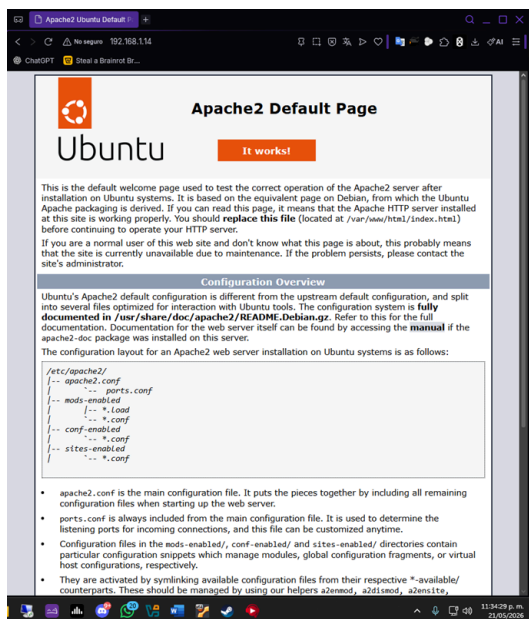 Apache2 Ubuntu Default P
No seguro 192.168.1.14
AI
ChatGPT Steal a Brainrot Br...
Ubuntu
Apache2 Default Page
It works!
This is the default welcome page used to test the correct operation of the Apache2 server after
installation on Ubuntu systems. It is based on the equivalent page on Debian, from which the Ubuntu
Apache packaging is derived. If you can read this page, it means that the Apache HTTP server installed
at this site is working properly. You should replace this file (located at /var/www/html/index.html)
before continuing to operate your HTTP server.
If you are a normal user of this web site and don't know what this page is about, this probably means
that the site is currently unavailable due to maintenance. If the problem persists, please contact the
site's administrator.
Configuration Overview
Ubuntu's Apache2 default configuration is different from the upstream default configuration, and split
into several files optimized for interaction with Ubuntu tools. The configuration system is fully
documented in /usr/share/doc/apache2/README.Debian.gz. Refer to this for the full
documentation. Documentation for the web server itself can be found by accessing the manual if the
apache2-doc package was installed on this server.
The configuration layout for an Apache2 web server installation on Ubuntu systems is as follows:
/etc/apache2/
|-- apache2.conf
|       `--  ports.conf
|-- mods-enabled
|       |-- *.load
|       `-- *.conf
|-- conf-enabled
|       `-- *.conf
|-- sites-enabled
|       `-- *.conf
• apache2.conf is the main configuration file. It puts the pieces together by including all remaining
configuration files when starting up the web server.
• ports.conf is always included from the main configuration file. It is used to determine the
listening ports for incoming connections, and this file can be customized anytime.
• Configuration files in the mods-enabled/, conf-enabled/ and sites-enabled/ directories contain
particular configuration snippets which manage modules, global configuration fragments, or virtual
host configurations, respectively.
• They are activated by symlinking available configuration files from their respective *-available/
counterparts. These should be managed by using our helpers a2enmod, a2dismod, a2ensite,
20
11:34:29 p. m.
21/05/2026